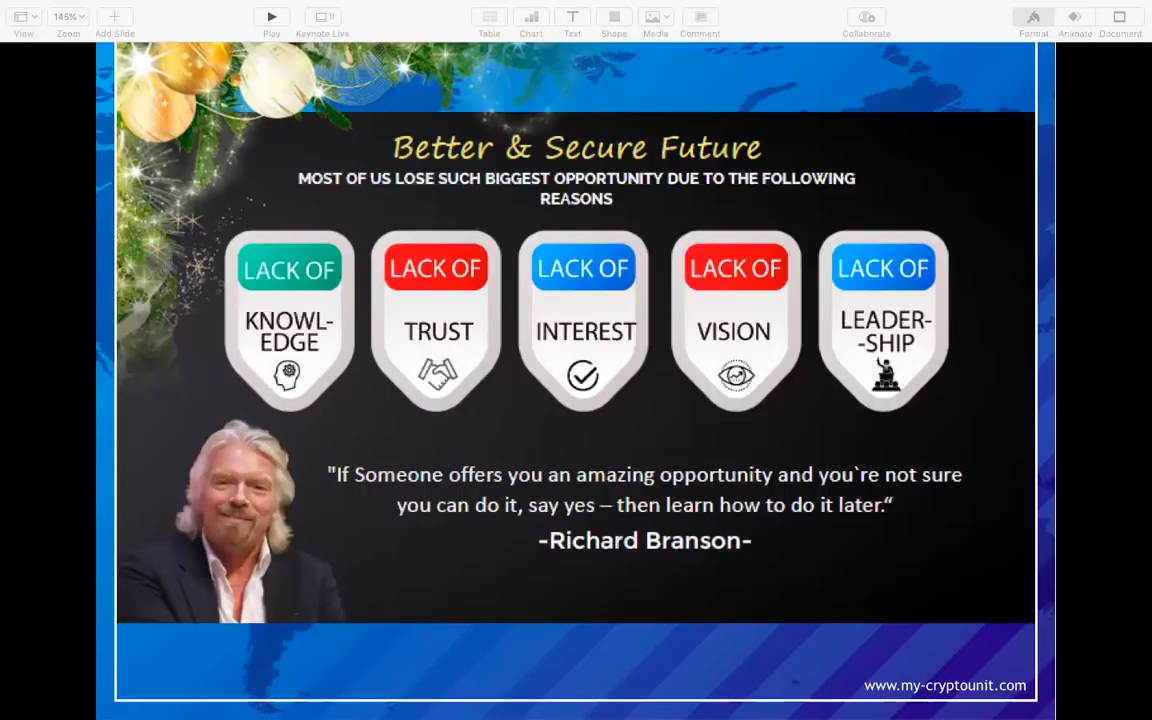 145%
View
Zoom
Add Slide
Play
Keynote Live
Table
Chart
Text
Shape
Media
Comment
Collaborate
Format
Animate
Document
Better & Secure Future
MOST OF US LOSE SUCH BIGGEST OPPORTUNITY DUE TO THE FOLLOWING
REASONS
LACK OF
KNOWL-
EDGE
LACK OF
TRUST
LACK OF
INTEREST
LACK OF
VISION
LACK OF
LEADER-
-SHIP
"If Someone offers you an amazing opportunity and you`re not sure
you can do it, say yes – then learn how to do it later.“
-Richard Branson-
www.my-cryptounit.com